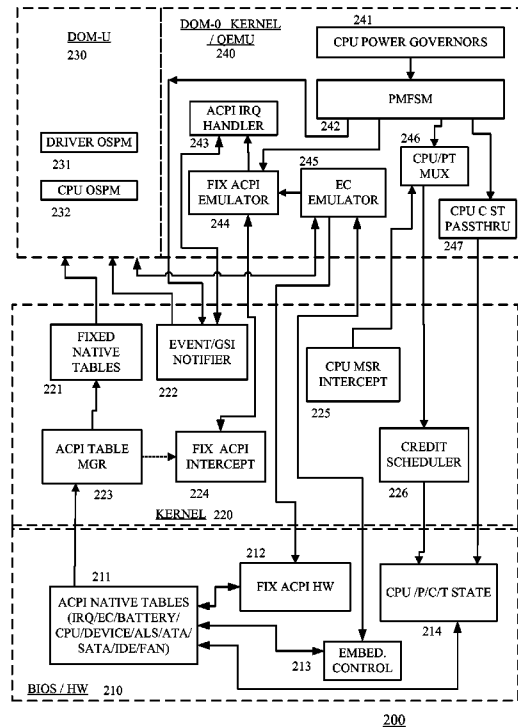 DOM-U
230
DRIVER OSPM
231
CPU OSPM
232
DOM-0 KERNEL
/ QEMU
240
241
CPU POWER GOVERNORS
PMFSM
242
ACPI IRQ
HANDLER
243
246
CPU/PT
MUX
245
FIX ACPI
EMULATOR
244
EC
EMULATOR
CPU C ST
PASSTHRU
247
FIXED
NATIVE
TABLES
221
EVENT/GSI
NOTIFIER
222
CPU MSR
INTERCEPT
225
ACPI TABLE
MGR
223
FIX ACPI
INTERCEPT
224
CREDIT
SCHEDULER
226
KERNEL 220
212
FIX ACPI HW
211
ACPI NATIVE TABLES
(IRQ/EC/BATTERY/
CPU/DEVICE/ALS/ATA/
SATA/IDE/FAN)
CPU /P/C/T STATE
214
213
EMBED.
CONTROL
BIOS / HW 210
200